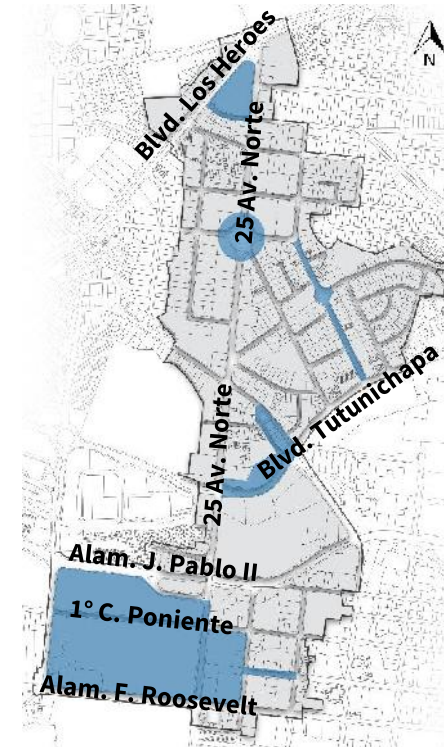 N
Blvd. Los Héroes
25 Av. Norte
25 Av. Norte
Blvd. Tutunichapa
Alam. J. Pablo II
1° C. Poniente
Alam. F. Roosevelt